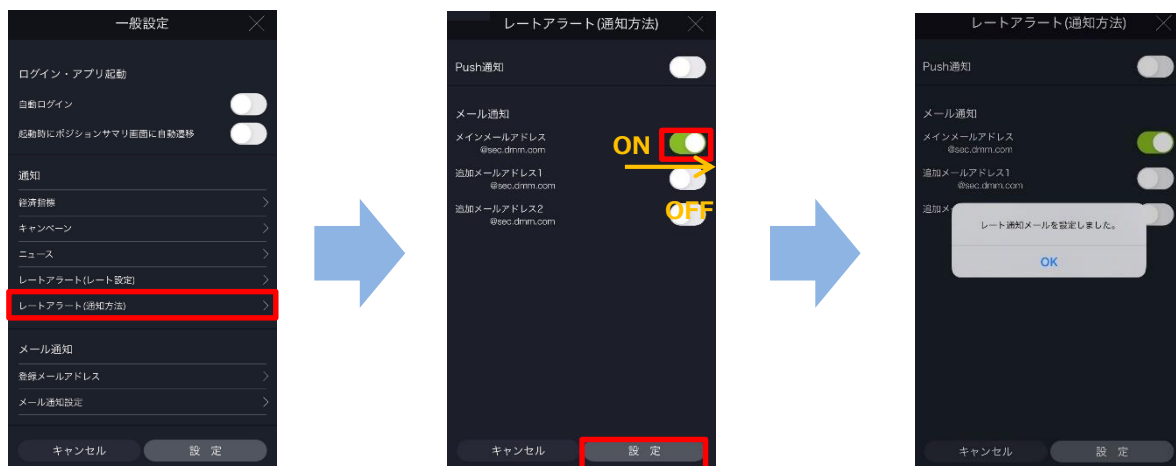 一般設定
ログイン・アプリ起動
自動ログイン
起動時にポジションサマリ画面に自動遷移
通知
経済指標
キャンペーン
ニュース
レートアラート(レート設定)
レートアラート(通知方法)
メール通知
登録メールアドレス
メール通知設定
キャンセル
設 定
レートアラート(通知方法)
Push通知
メール通知
メインメールアドレス
@sec.dmm.com
ON
追加メールアドレス1
@sec.dmm.com
追加メールアドレス2
@sec.dmm.com
OFF
キャンセル
設 定
レートアラート(通知方法)
Push通知
メール通知
メインメールアドレス
@sec.dmm.com
追加メールアドレス1
@sec.dmm.com
追加メ
レート通知メールを設定しました。
OK
キャンセル
設 定